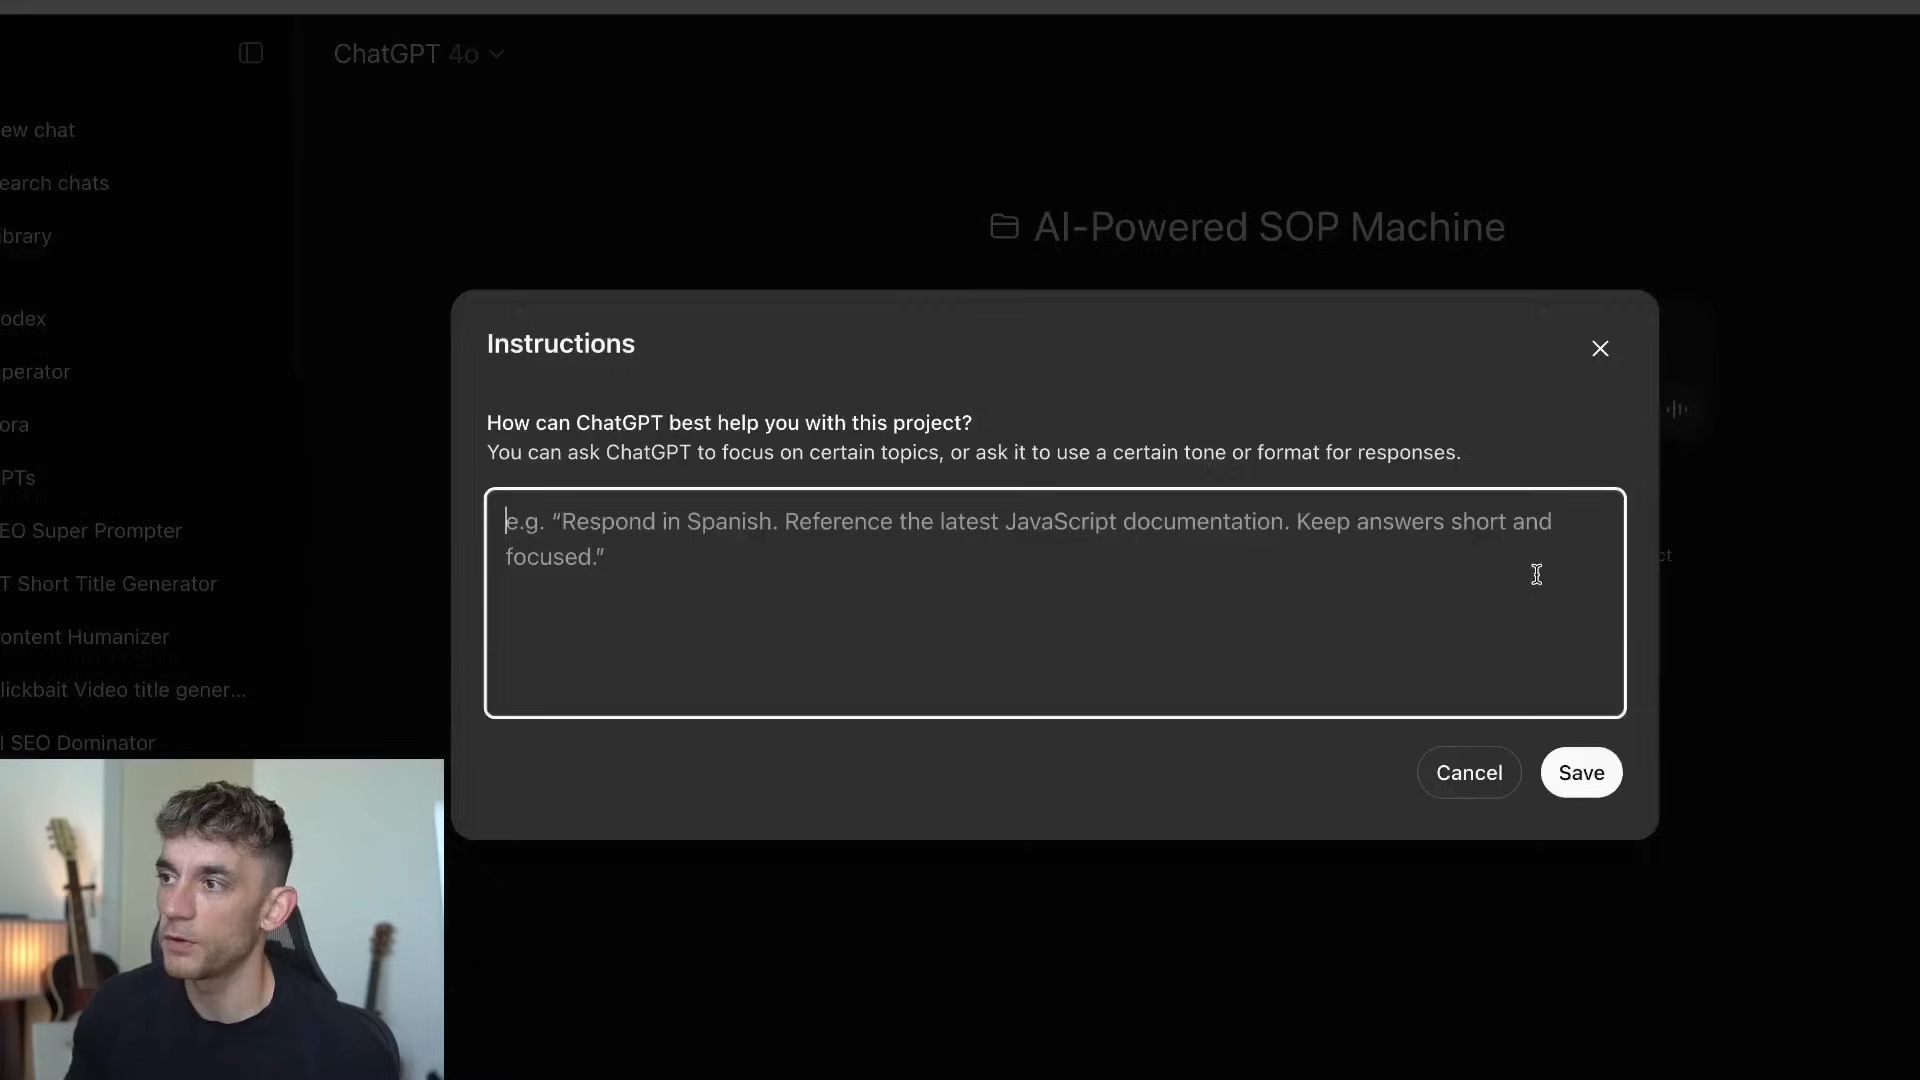 ChatGPT 4o
ew chat
earch chats
ibrary
odex
perator
ora
PTs
EO Super Prompter
T Short Title Generator
ontent Humanizer
lickbait Video title gener...
I SEO Dominator
AI-Powered SOP Machine
Instructions
How can ChatGPT best help you with this project?
You can ask ChatGPT to focus on certain topics, or ask it to use a certain tone or format for responses.
e.g. “Respond in Spanish. Reference the latest JavaScript documentation. Keep answers short and
focused.”
ct
Cancel
Save